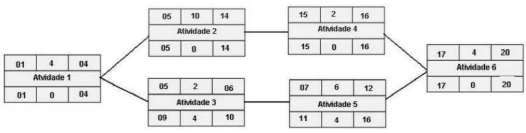 05 10 14
Atividade 2
05 0 14
15 2 16
Atividade 4
15 0 16
01 4 04
Atividade 1
01 0 04
17 4 20
Atividade 6
17 0 20
05 2 06
Atividade 3
09 4 10
07 6 12
Atividade 5
11 4 16